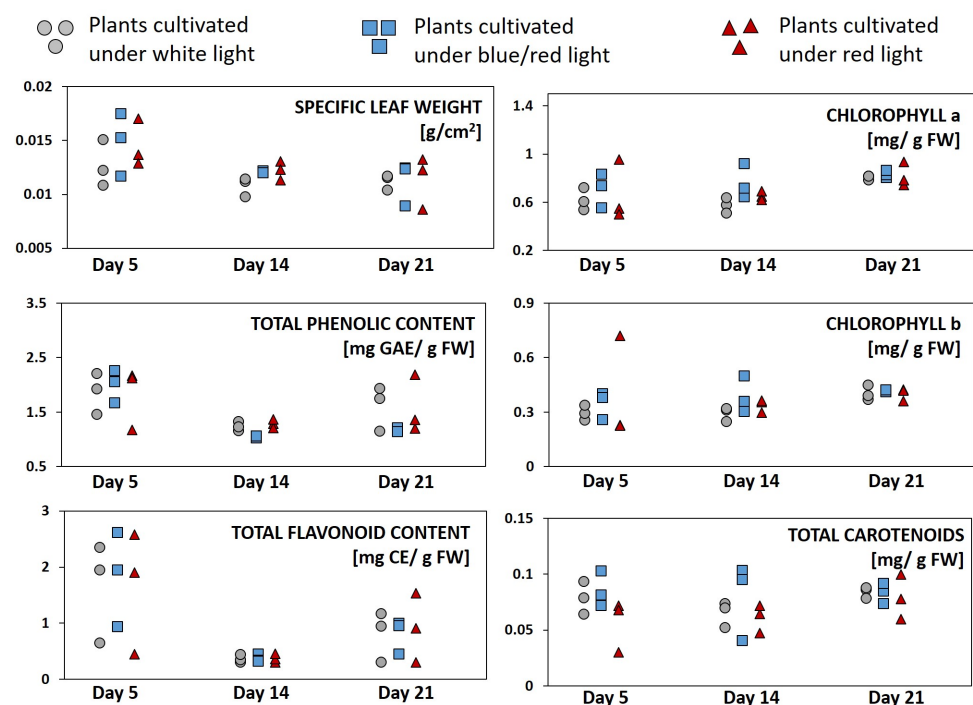 Plants cultivated
under white light
Plants cultivated
under blue/red light
Plants cultivated
under red light
0.02
0.015
0.01
0.005
SPECIFIC LEAF WEIGHT
[g/cm²]
Day 5 Day 14 Day 21
1.4
1
0.6
0.2
CHLOROPHYLL a
[mg/ g FW]
Day 5 Day 14 Day 21
3.5
2.5
1.5
0.5
TOTAL PHENOLIC CONTENT
[mg GAE/ g FW]
Day 5 Day 14 Day 21
0.9
0.6
0.3
0
CHLOROPHYLL b
[mg/ g FW]
Day 5 Day 14 Day 21
3
2
1
0
TOTAL FLAVONOID CONTENT
[mg CE/ g FW]
Day 5 Day 14 Day 21
0.15
0.1
0.05
0
TOTAL CAROTENOIDS
[mg/ g FW]
Day 5 Day 14 Day 21